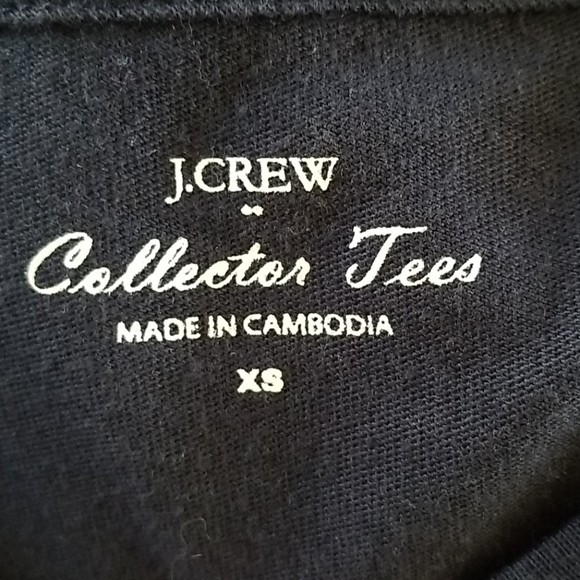 J.CREW
Collector Tees
MADE IN CAMBODIA
XS